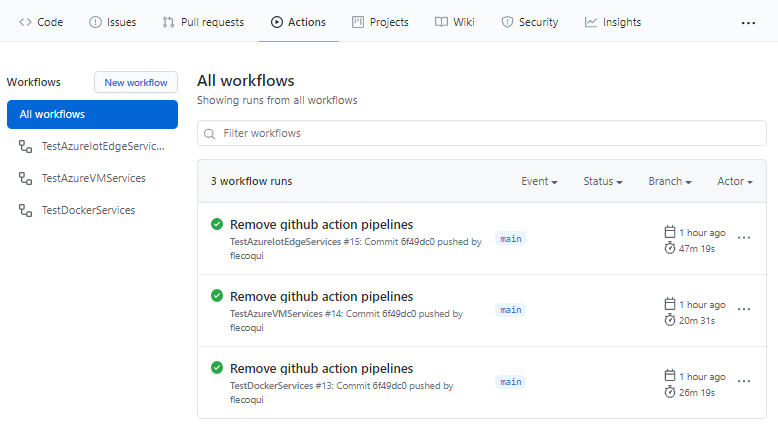 Code Issues Pull requests Actions Projects Wiki Security Insights ...
Workflows New workflow
All workflows
TestAzureIotEdgeServic...
TestAzureVMServices
TestDockerServices
All workflows
Showing runs from all workflows
Filter workflows
3 workflow runs Event Status Branch Actor
Remove github action pipelines
TestAzureIotEdgeServices #15: Commit 6f49dc0 pushed by
flecoqui
main
1 hour ago
47m 19s
...
Remove github action pipelines
TestAzureVMServices #14: Commit 6f49dc0 pushed by
flecoqui
main
1 hour ago
20m 31s
...
Remove github action pipelines
TestDockerServices #13: Commit 6f49dc0 pushed by
flecoqui
main
1 hour ago
26m 19s
...